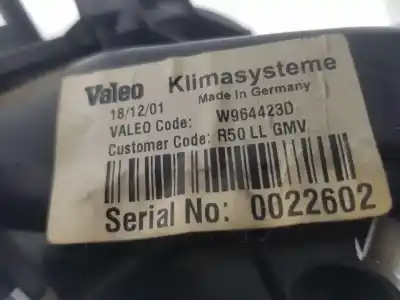 Valeo Klimasysteme
18/12/01 Made in Germany
VALEO Code: W964423D
Customer Code: R50 LL GMV
Serial No: 0022602